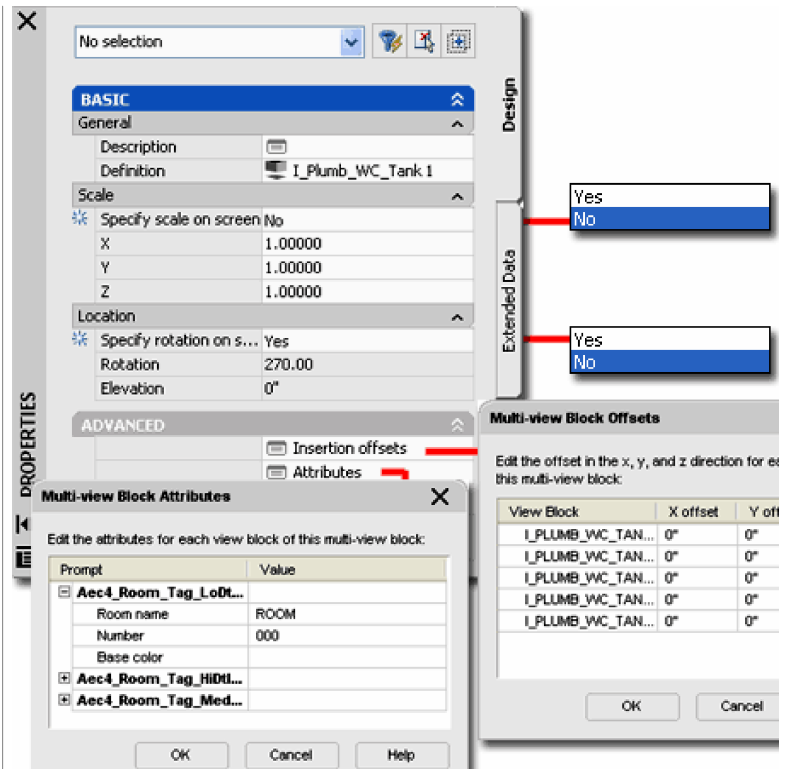 No selection
BASIC
General
Description
Definition I_Plumb_WC_Tank 1
Scale
Specify scale on screen No
X 1.00000
Y 1.00000
Z 1.00000
Location
Specify rotation on s... Yes
Rotation 270.00
Elevation 0"
ADVANCED
Insertion offsets
Attributes
PROPERTIES
Design
Extended Data
Yes
No
Yes
No
Multi-view Block Attributes
Edit the attributes for each view block of this multi-view block:
Prompt Value
Aec4_Room_Tag_LoDt...
Room name ROOM
Number 000
Base color
Aec4_Room_Tag_HiDtl...
Aec4_Room_Tag_Med...
OK Cancel Help
Multi-view Block Offsets
Edit the offset in the x, y, and z direction for ea
this multi-view block:
View Block X offset Y off
I_PLUMB_WC_TAN... 0" 0"
I_PLUMB_WC_TAN... 0" 0"
I_PLUMB_WC_TAN... 0" 0"
I_PLUMB_WC_TAN... 0" 0"
I_PLUMB_WC_TAN... 0" 0"
OK Cancel